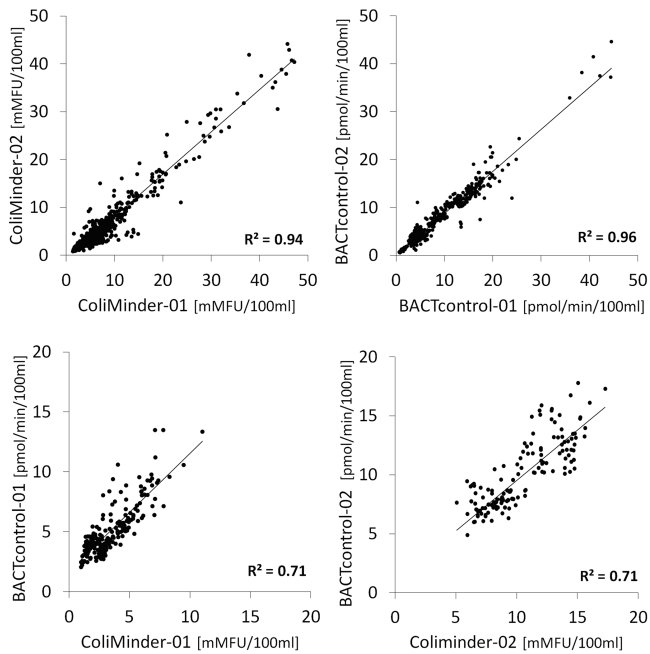 50
40
30
20
10
0
0 10 20 30 40 50
ColiMinder-02 [mMFU/100ml]
R² = 0.94
ColiMinder-01 [mMFU/100ml]
50
40
30
20
10
0
0 10 20 30 40 50
BACTcontrol-02 [pmol/min/100ml]
R² = 0.96
BACTcontrol-01 [pmol/min/100ml]
20
15
10
5
0
0 5 10 15 20
BACTcontrol-01 [pmol/min/100ml]
R² = 0.71
ColiMinder-01 [mMFU/100ml]
20
15
10
5
0
0 5 10 15 20
BACTcontrol-02 [pmol/min/100ml]
R² = 0.71
Coliminder-02 [mMFU/100ml]